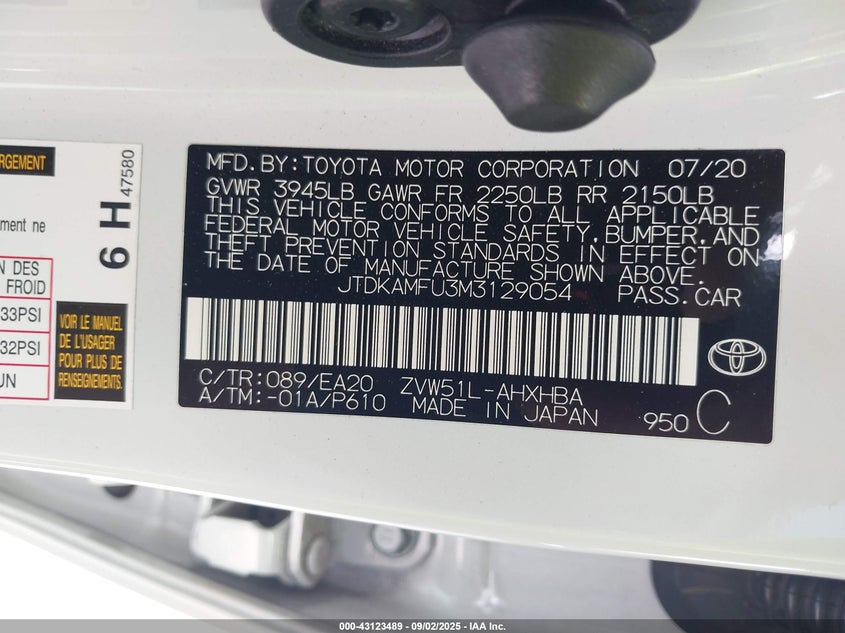 RGEMENT
ement ne
N DES
FROID
33PSI
32PSI
UN
6 H 47580
VOIR LE MANUEL
DE L'USAGER
POUR PLUS DE
RENSEIGNEMENTS.
MFD.BY:TOYOTA MOTOR CORPORATION 07/20
GVWR 3945LB GAWR FR 2250LB RR 2150LB
THIS VEHICLE CONFORMS TO ALL APPLICABLE
FEDERAL MOTOR VEHICLE SAFETY,BUMPER,AND
THEFT PREVENTION STANDARDS IN EFFECT ON
THE DATE OF MANUFACTURE SHOWN ABOVE.
JTDKAMFU3M3129054 PASS.CAR
C/TR:089/EA20 ZVW51L-AHXHBA
A/TM:-01A/P610 MADE IN JAPAN 950 C
000-43123489 - 09/02/2025 - IAA Inc.